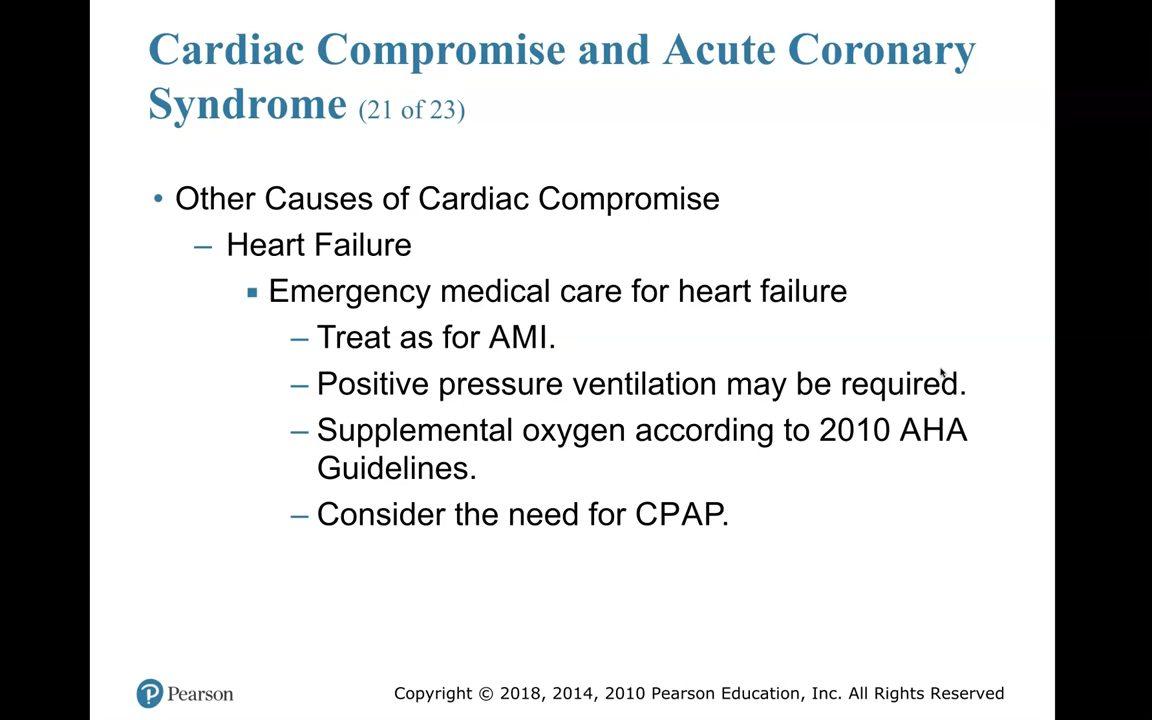 Cardiac Compromise and Acute Coronary
Syndrome (21 of 23)
• Other Causes of Cardiac Compromise
– Heart Failure
▪ Emergency medical care for heart failure
– Treat as for AMI.
– Positive pressure ventilation may be required.
– Supplemental oxygen according to 2010 AHA
Guidelines.
– Consider the need for CPAP.
P Pearson
Copyright © 2018, 2014, 2010 Pearson Education, Inc. All Rights Reserved